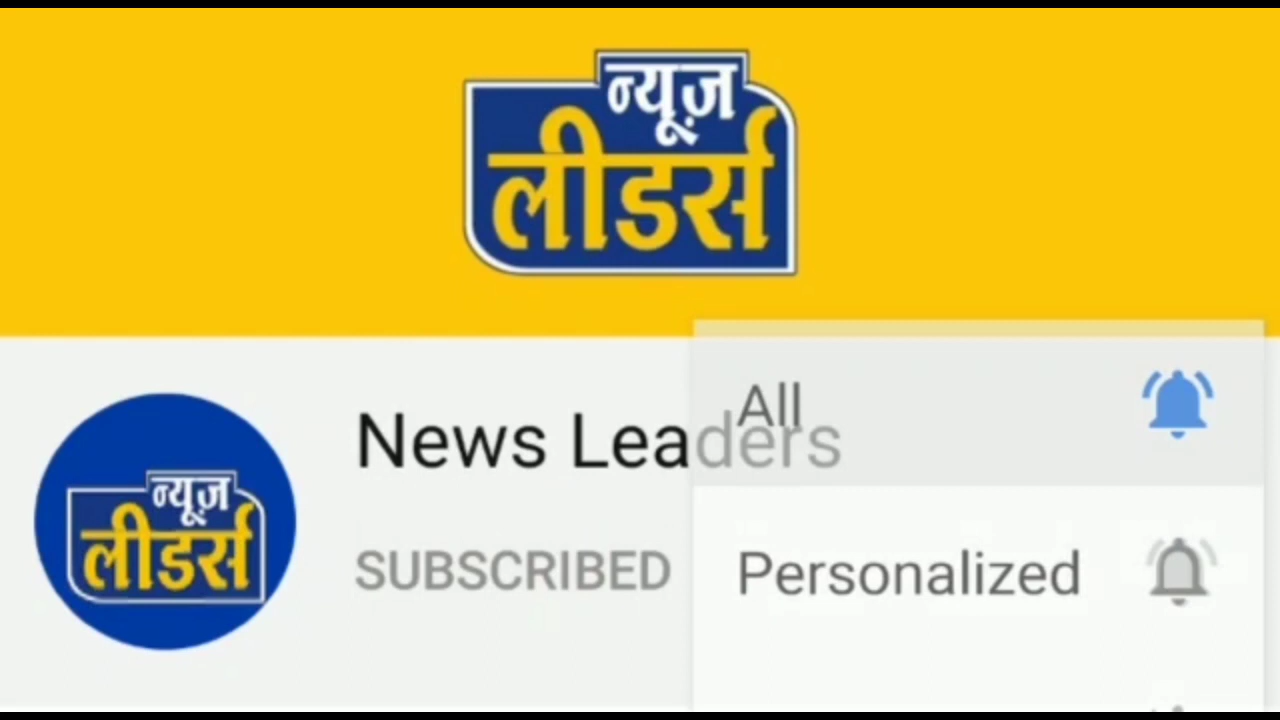 न्यूज़
लीडर्स
All
News Leaders
न्यूज़
लीडर्स
SUBSCRIBED
Personalized